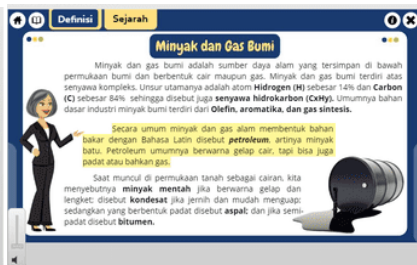 Definisi
Sejarah
Minyak dan Gas Bumi
Minyak dan gas bumi adalah sumber daya alam yang tersimpan di bawah
permukaan bumi dan berbentuk cair maupun gas. Minyak dan gas bumi terdiri atas
senyawa kompleks. Unsur utamanya adalah atom Hidrogen (H) sebesar 14% dan Carbon
(C) sebesar 84% sehingga disebut juga senyawa hidrokarbon (CxHy). Umumnya bahan
dasar industri minyak bumi terdiri dari Olefin, aromatika, dan gas sintesis.
Secara umum minyak dan gas alam membentuk bahan
bakar dengan Bahasa Latin disebut petroleum, artinya minyak
batu. Petroleum umumnya berwarna gelap cair, tapi bisa juga
padat atau bahkan gas.
Saat muncul di permukaan tanah sebagai cairan, kita
menyebutnya minyak mentah jika berwarna gelap dan
lengket; disebut kondesat jika jernih dan mudah menguap;
sedangkan yang berbentuk padat disebut aspal; dan jika semi-
padat disebut bitumen.